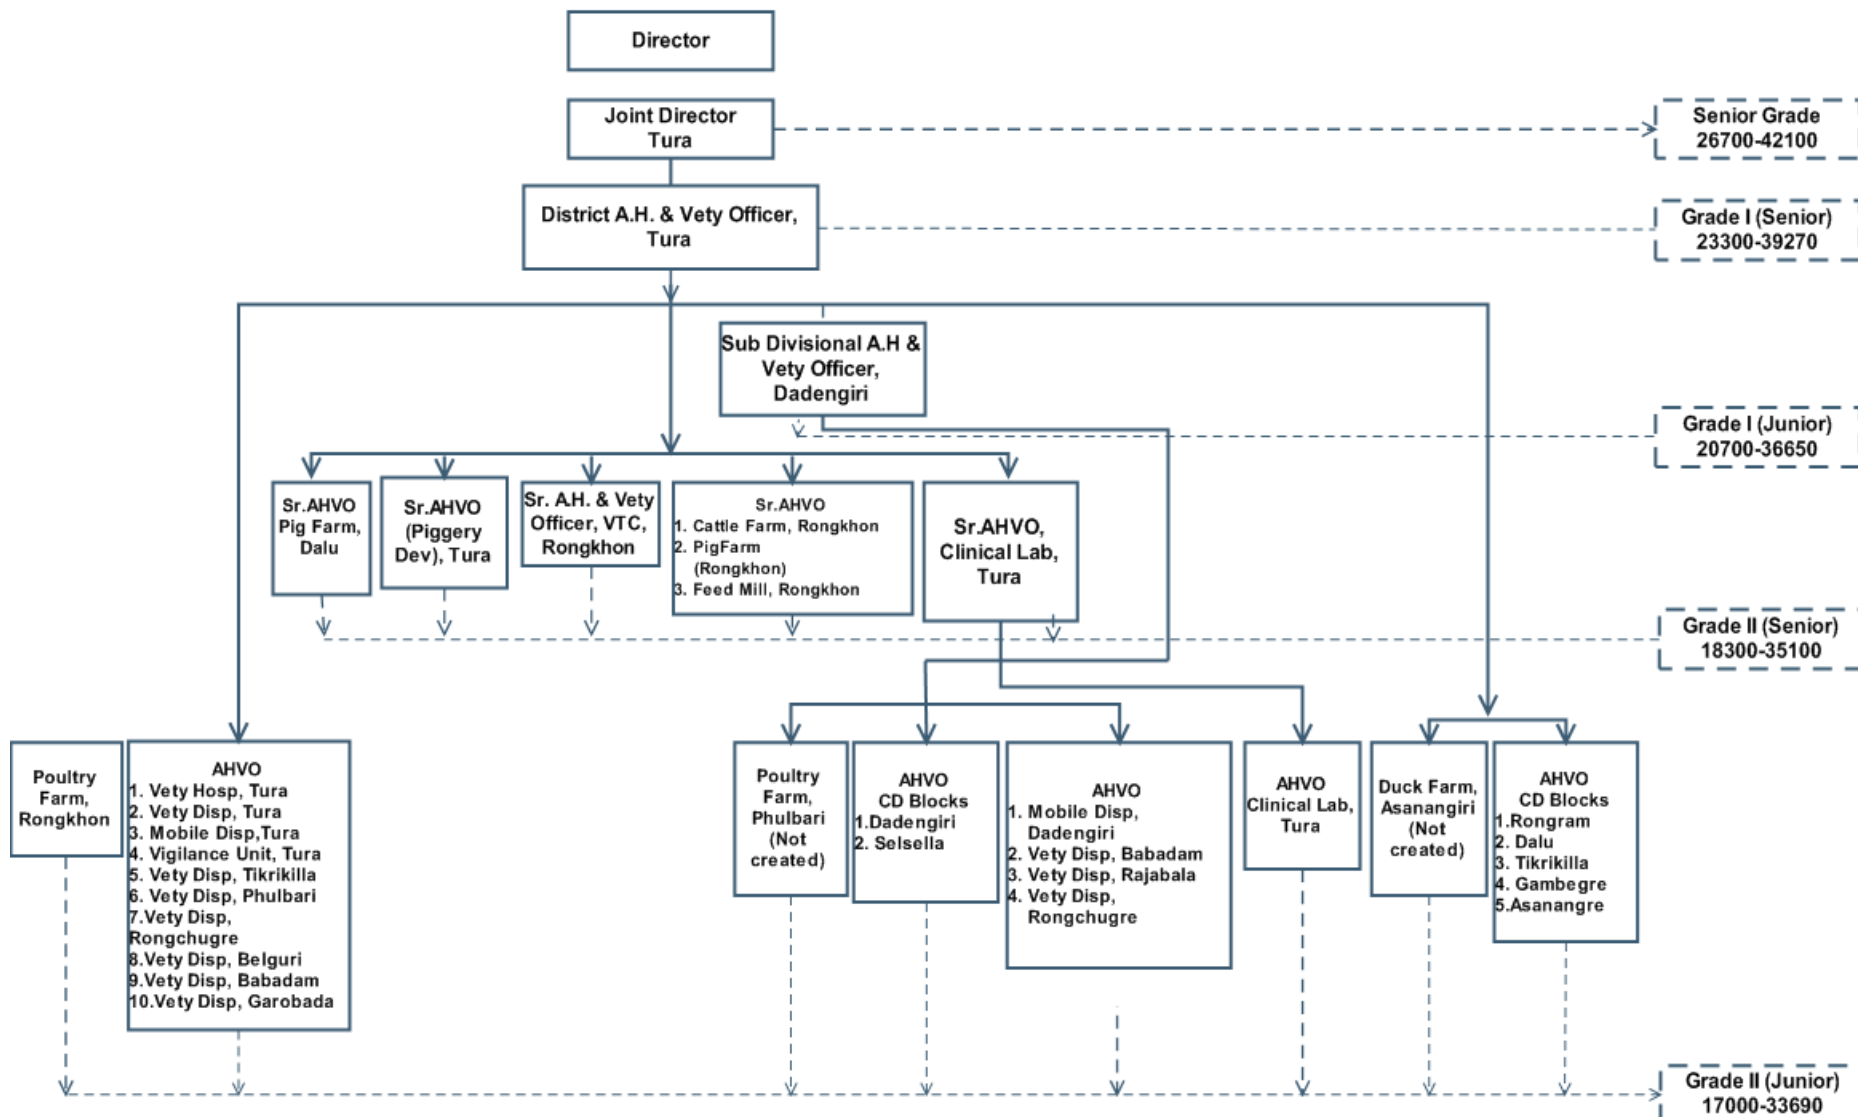 Director
Joint Director
Tura
Senior Grade
26700-42100
District A.H. & Vety Officer,
Tura
Grade I (Senior)
23300-39270
Sub Divisional A.H &
Vety Officer,
Dadengiri
Grade I (Junior)
20700-36650
Sr.AHVO
Pig Farm,
Dalu
Sr.AHVO
(Piggery
Dev), Tura
Sr. A.H. & Vety
Officer, VTC,
Rongkhon
Sr.AHVO
1. Cattle Farm, Rongkhon
2. PigFarm
(Rongkhon)
3. Feed Mill, Rongkhon
Sr.AHVO,
Clinical Lab,
Tura
Grade II (Senior)
18300-35100
Poultry
Farm,
Rongkhon
AHVO
1. Vety Hosp, Tura
2. Vety Disp, Tura
3. Mobile Disp,Tura
4. Vigilance Unit, Tura
5. Vety Disp, Tikrikilla
6. Vety Disp, Phulbari
7.Vety Disp,
Rongchugre
8.Vety Disp, Belguri
9.Vety Disp, Babadam
10.Vety Disp, Garobada
Poultry
Farm,
Phulbari
(Not
created)
AHVO
CD Blocks
1.Dadengiri
2. Selsella
AHVO
1. Mobile Disp,
Dadengiri
2. Vety Disp, Babadam
3. Vety Disp, Rajabala
4. Vety Disp,
Rongchugre
AHVO
Clinical Lab,
Tura
Duck Farm,
Asanangiri
(Not
created)
AHVO
CD Blocks
1.Rongram
2. Dalu
3. Tikrikilla
4. Gambegre
5.Asanangre
Grade II (Junior)
17000-33690